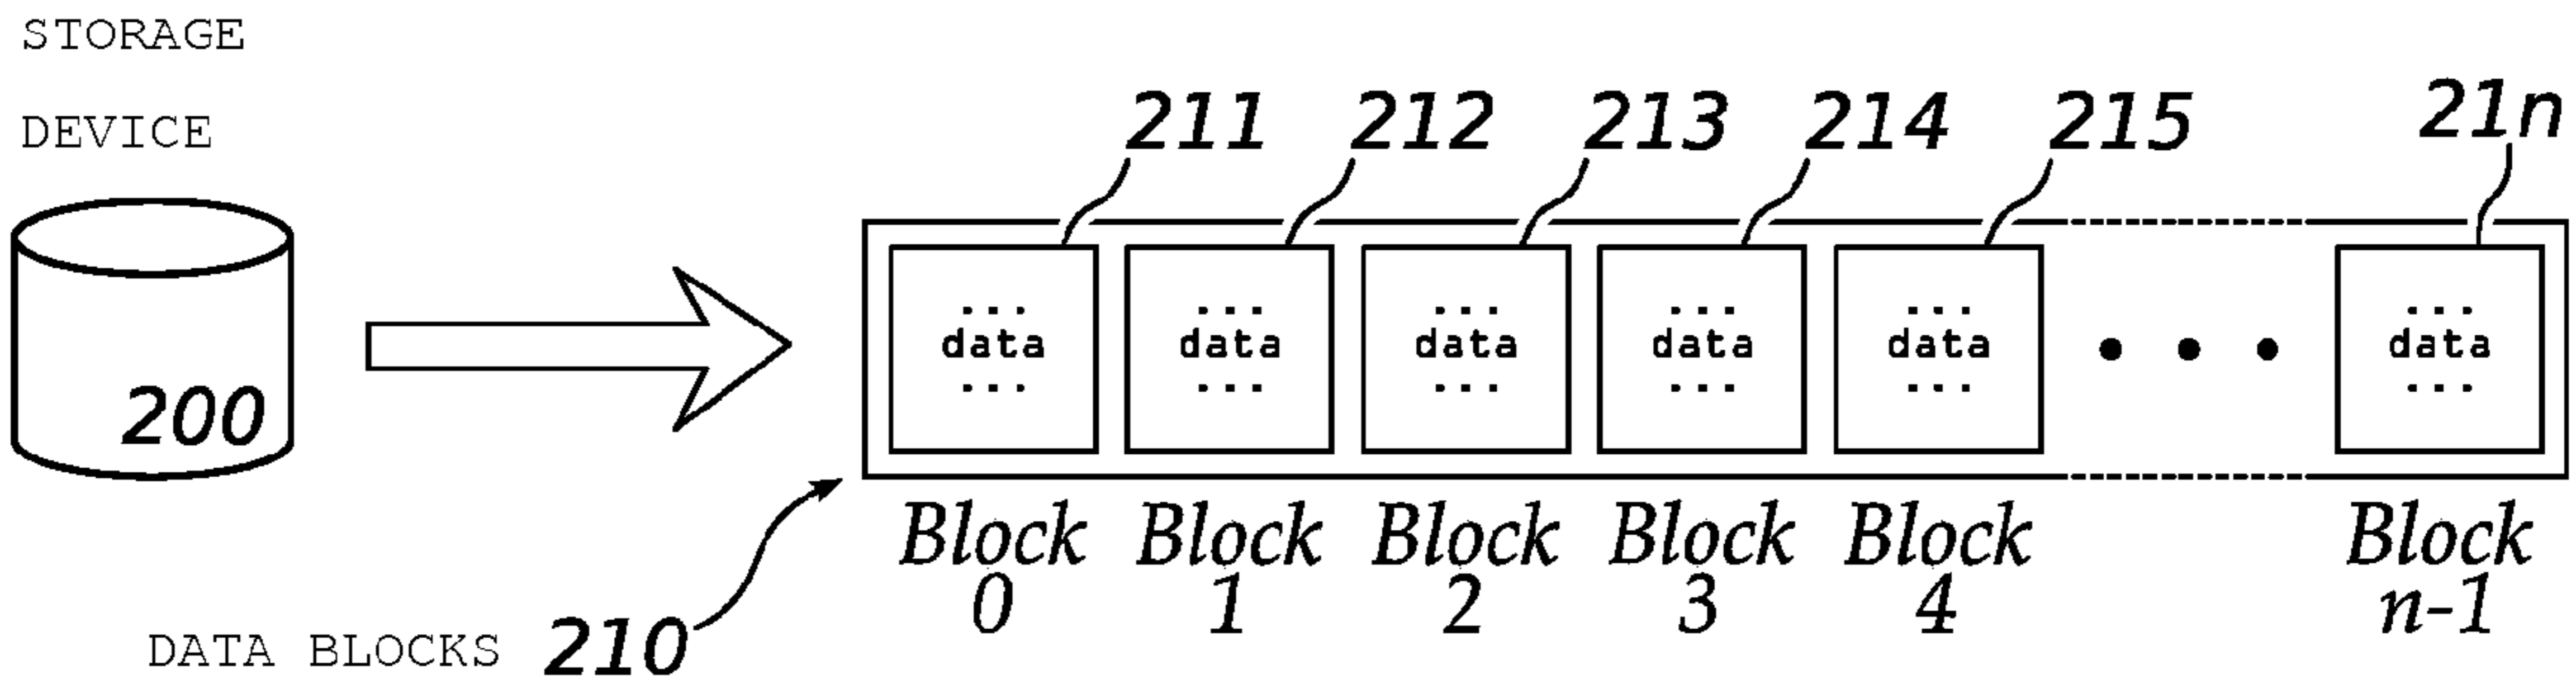 STORAGE
DEVICE
200
211 212 213 214 215 21n
... ... ... ... ... ...
data data data data data • • • data
... ... ... ... ... ...
Block Block Block Block Block Block
0 1 2 3 4 n-1
DATA BLOCKS 210